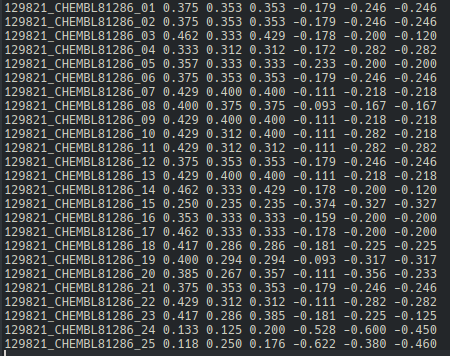 129821_CHEMBL81286_01 0.375 0.353 0.353 -0.179 -0.246 -0.246
129821_CHEMBL81286_02 0.375 0.353 0.353 -0.179 -0.246 -0.246
129821_CHEMBL81286_03 0.462 0.333 0.429 -0.178 -0.200 -0.120
129821_CHEMBL81286_04 0.333 0.312 0.312 -0.172 -0.282 -0.282
129821_CHEMBL81286_05 0.357 0.333 0.333 -0.233 -0.200 -0.200
129821_CHEMBL81286_06 0.375 0.353 0.353 -0.179 -0.246 -0.246
129821_CHEMBL81286_07 0.429 0.400 0.400 -0.111 -0.218 -0.218
129821_CHEMBL81286_08 0.400 0.375 0.375 -0.093 -0.167 -0.167
129821_CHEMBL81286_09 0.429 0.400 0.400 -0.111 -0.218 -0.218
129821_CHEMBL81286_10 0.429 0.312 0.400 -0.111 -0.282 -0.218
129821_CHEMBL81286_11 0.429 0.312 0.312 -0.111 -0.282 -0.282
129821_CHEMBL81286_12 0.375 0.353 0.353 -0.179 -0.246 -0.246
129821_CHEMBL81286_13 0.429 0.400 0.400 -0.111 -0.218 -0.218
129821_CHEMBL81286_14 0.462 0.333 0.429 -0.178 -0.200 -0.120
129821_CHEMBL81286_15 0.250 0.235 0.235 -0.374 -0.327 -0.327
129821_CHEMBL81286_16 0.353 0.333 0.333 -0.159 -0.200 -0.200
129821_CHEMBL81286_17 0.462 0.333 0.333 -0.178 -0.200 -0.200
129821_CHEMBL81286_18 0.417 0.286 0.286 -0.181 -0.225 -0.225
129821_CHEMBL81286_19 0.400 0.294 0.294 -0.093 -0.317 -0.317
129821_CHEMBL81286_20 0.385 0.267 0.357 -0.111 -0.356 -0.233
129821_CHEMBL81286_21 0.375 0.353 0.353 -0.179 -0.246 -0.246
129821_CHEMBL81286_22 0.429 0.312 0.312 -0.111 -0.282 -0.282
129821_CHEMBL81286_23 0.417 0.286 0.385 -0.181 -0.225 -0.125
129821_CHEMBL81286_24 0.133 0.125 0.200 -0.528 -0.600 -0.450
129821_CHEMBL81286_25 0.118 0.250 0.176 -0.622 -0.380 -0.460